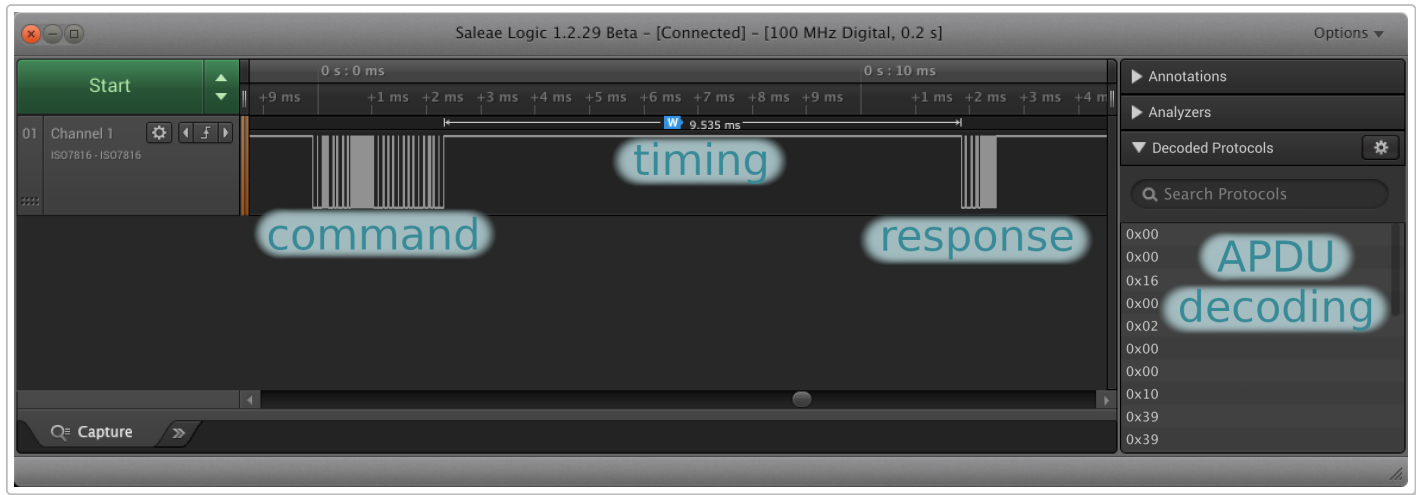 Saleae Logic 1.2.29 Beta – [Connected] – [100 MHz Digital, 0.2 s]
Options
Start
0 s : 0 ms
0 s : 10 ms
+9 ms +1 ms +2 ms +3 ms +4 ms +5 ms +6 ms +7 ms +8 ms +9 ms +1 ms +2 ms +3 ms +4 m
Annotations
Analyzers
Decoded Protocols
Search Protocols
01 Channel 1
ISO7816 - ISO7816
W 9.535 ms
timing
command
response
0x00
0x00
0x16
0x00
0x02
0x00
0x00
0x10
0x39
0x39
APDU
decoding
Capture